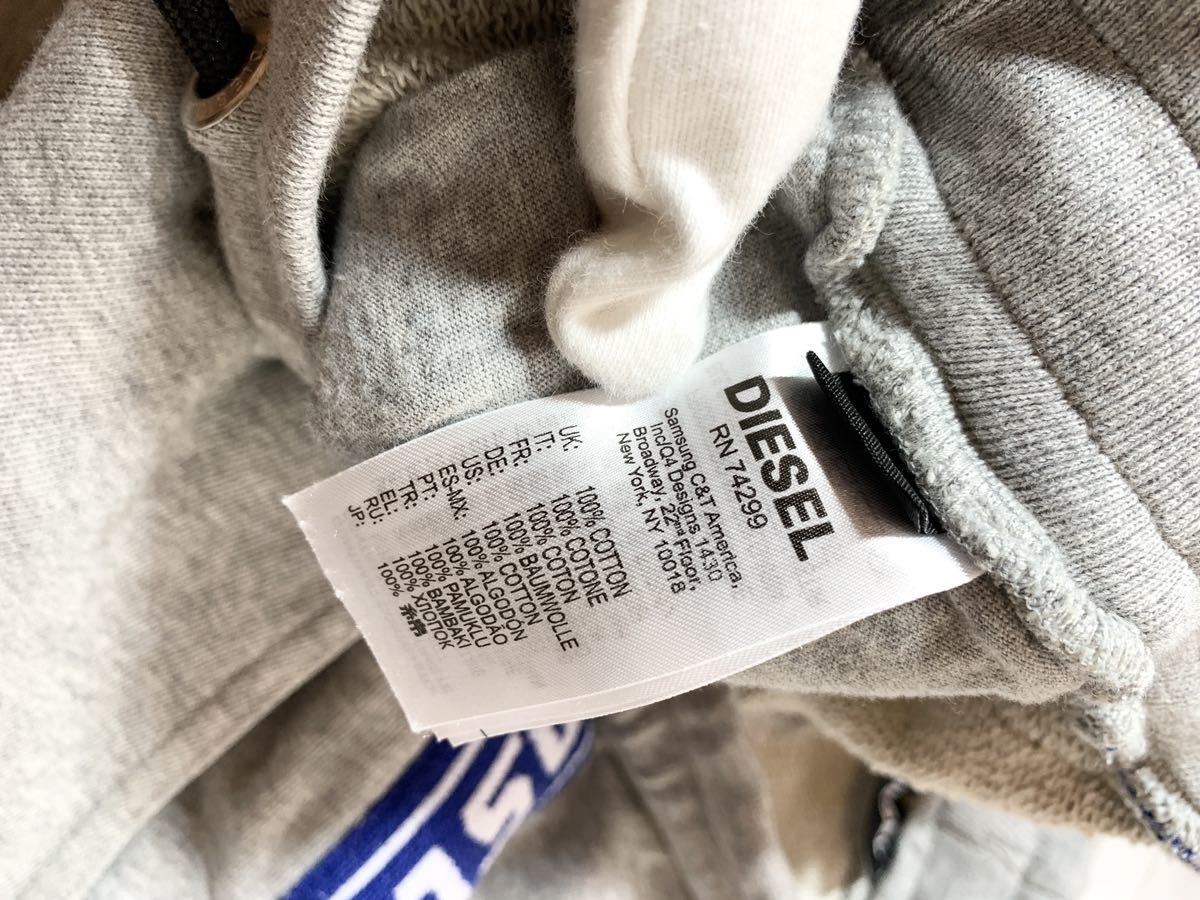 DIESEL
RN 74299
Samsung C&T America,
Inc/Q4 Designs 1430
Broadway, 22nd Floor,
New York, NY 10018
UK: 100% COTTON
IT: 100% COTONE
FR: 100% COTON
DE: 100% BAUMWOLLE
US: 100% COTTON
ES-MX: 100% ALGODÓN
PT: 100% ALGODÃO
TR: 100% PAMUKLU
EL: 100% BAMBAKI
RU: 100% ХЛОПОК
JP: 100% 綿